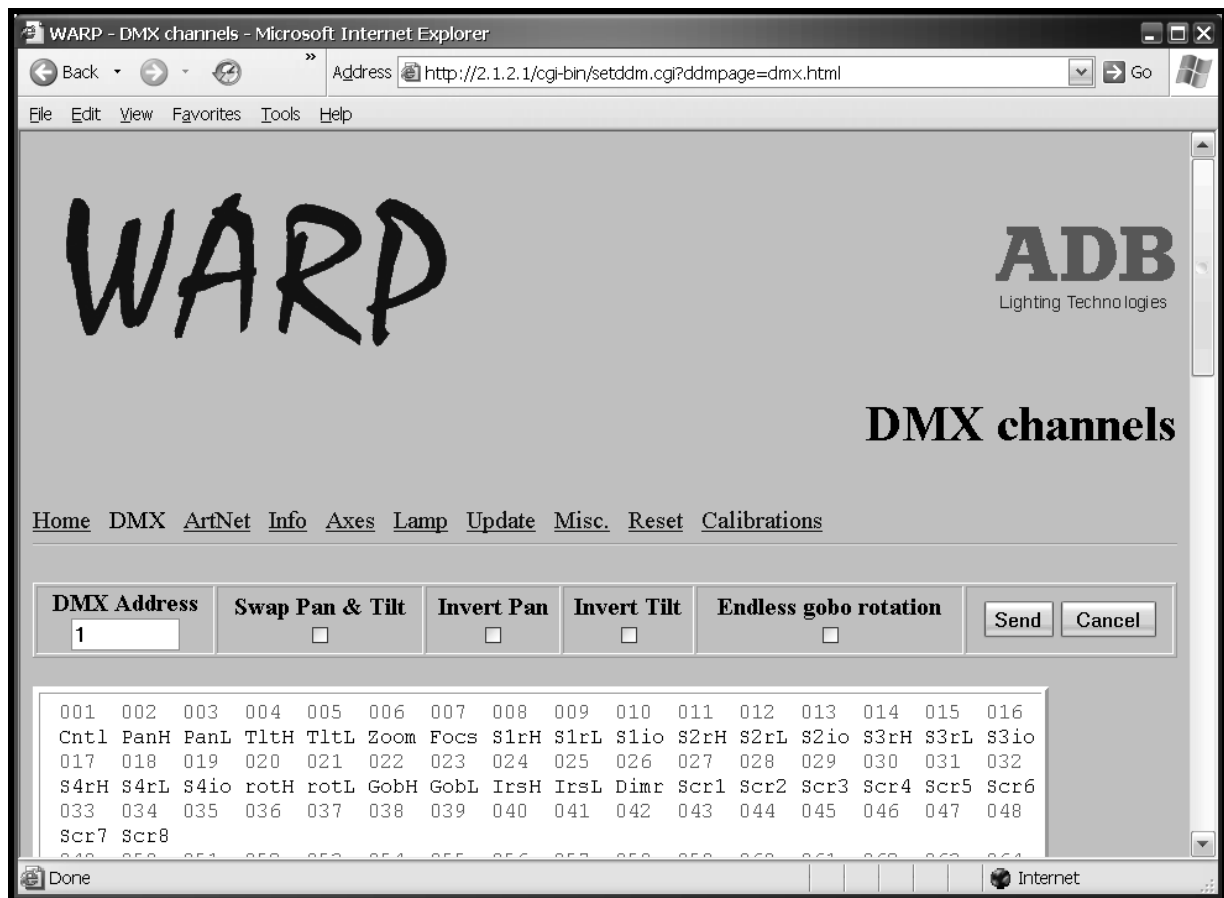 WARP - DMX channels - Microsoft Internet Explorer
Back » Address http://2.1.2.1/cgi-bin/setddm.cgi?ddmpage=dmx.html Go
File Edit View Favorites Tools Help
WARP
ADB
Lighting Technologies
DMX channels
Home DMX ArtNet Info Axes Lamp Update Misc. Reset Calibrations
DMX Address Swap Pan & Tilt Invert Pan Invert Tilt Endless gobo rotation Send Cancel
1
001 002 003 004 005 006 007 008 009 010 011 012 013 014 015 016
Cntl PanH PanL TltH TltL Zoom Focs S1rH S1rL S1io S2rH S2rL S2io S3rH S3rL S3io
017 018 019 020 021 022 023 024 025 026 027 028 029 030 031 032
S4rH S4rL S4io rotH rotL GobH GobL IrsH IrsL Dimr Scr1 Scr2 Scr3 Scr4 Scr5 Scr6
033 034 035 036 037 038 039 040 041 042 043 044 045 046 047 048
Scr7 Scr8
Done Internet